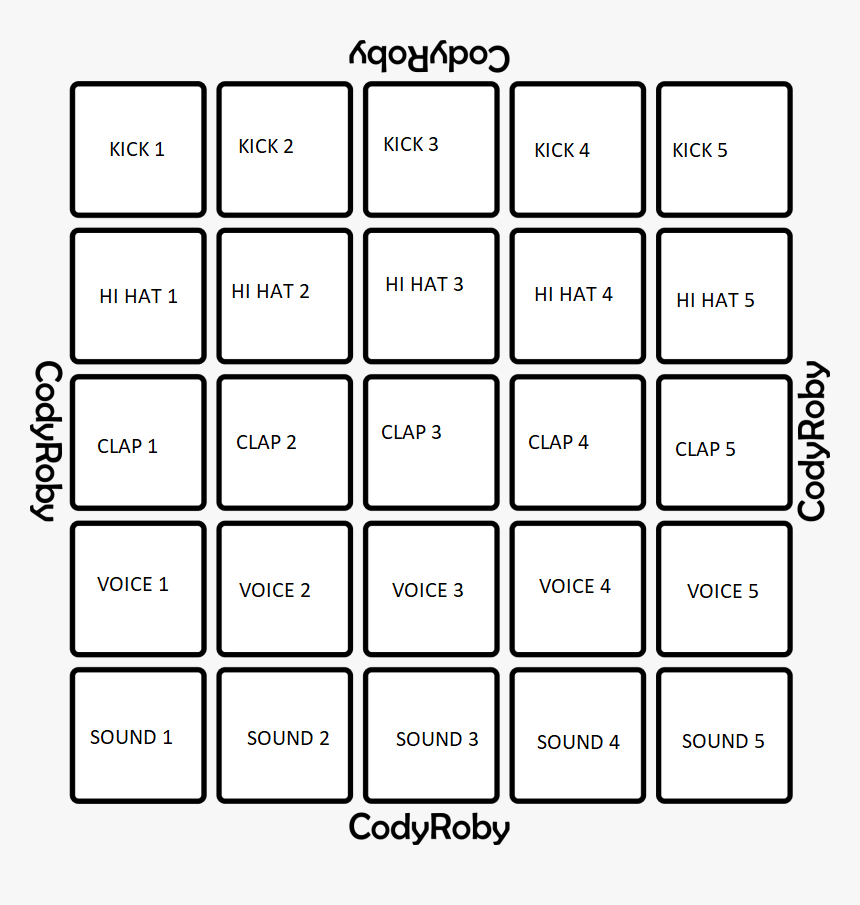 CodyRoby
KICK 1
KICK 2
KICK 3
KICK 4
KICK 5
HI HAT 1
HI HAT 2
HI HAT 3
HI HAT 4
HI HAT 5
CodyRoby
CodyRoby
CLAP 1
CLAP 2
CLAP 3
CLAP 4
CLAP 5
VOICE 1
VOICE 2
VOICE 3
VOICE 4
VOICE 5
SOUND 1
SOUND 2
SOUND 3
SOUND 4
SOUND 5
CodyRoby